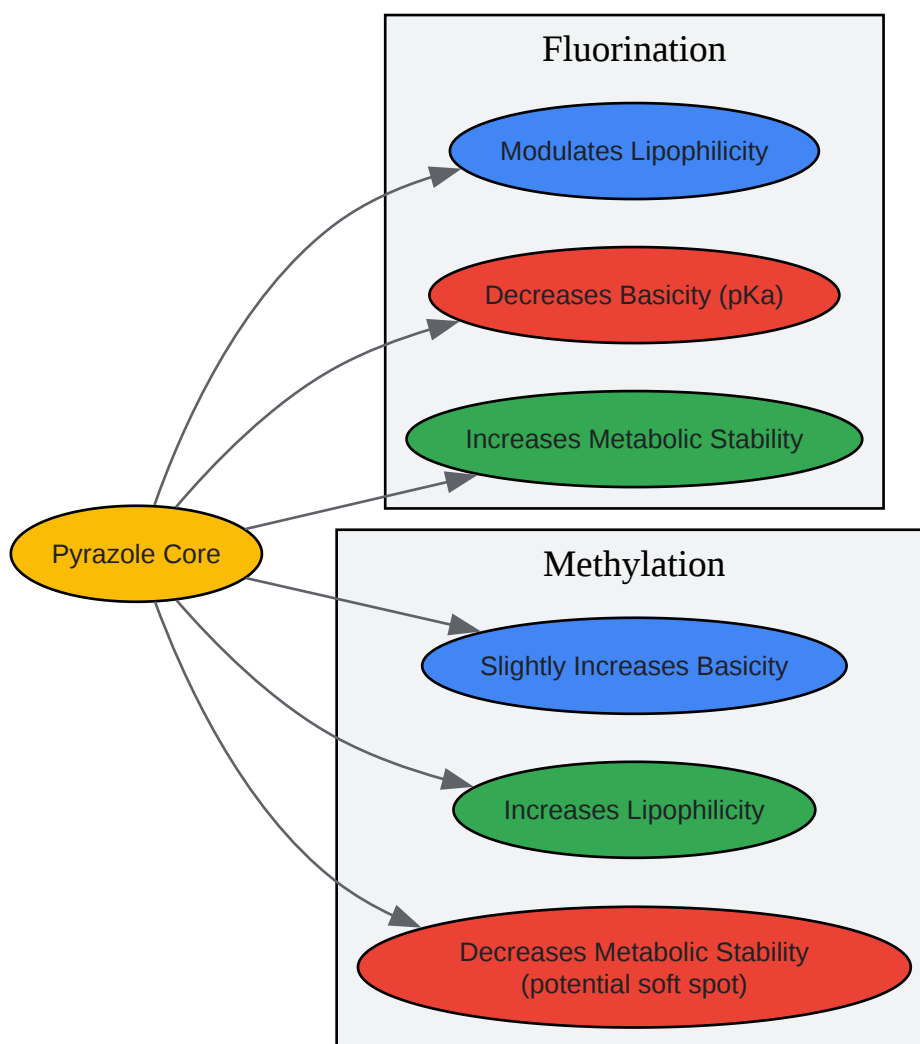 Fluorination
Modulates Lipophilicity
Decreases Basicity (pKa)
Increases Metabolic Stability
Pyrazole Core
Methylation
Slightly Increases Basicity
Increases Lipophilicity
Decreases Metabolic Stability
(potential soft spot)